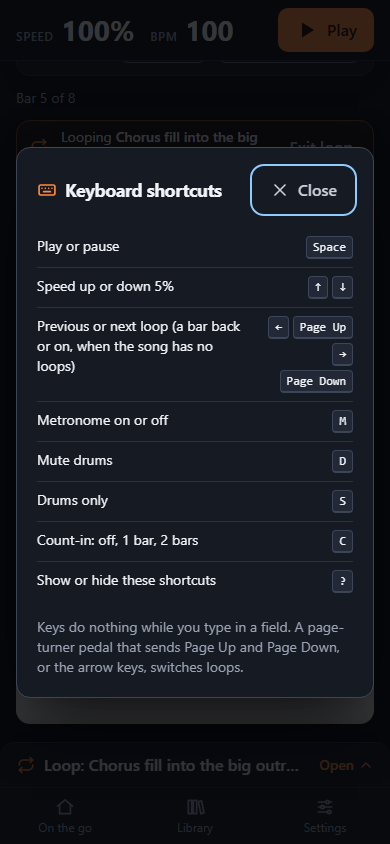 SPEED 100% BPM 100 Play
Bar 5 of 8
Looping Chorus fill into the big
Exit loop
Keyboard shortcuts
Close
Play or pause Space
Speed up or down 5% ↑ ↓
Previous or next loop (a bar back ← Page Up
or on, when the song has no →
loops) Page Down
Metronome on or off M
Mute drums D
Drums only S
Count-in: off, 1 bar, 2 bars C
Show or hide these shortcuts ?
Keys do nothing while you type in a field. A page-
turner pedal that sends Page Up and Page Down,
or the arrow keys, switches loops.
Loop: Chorus fill into the big outr... Open
On the go Library Settings